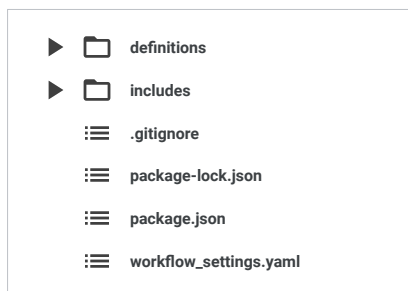 definitions
includes
.gitignore
package-lock.json
package.json
workflow_settings.yaml